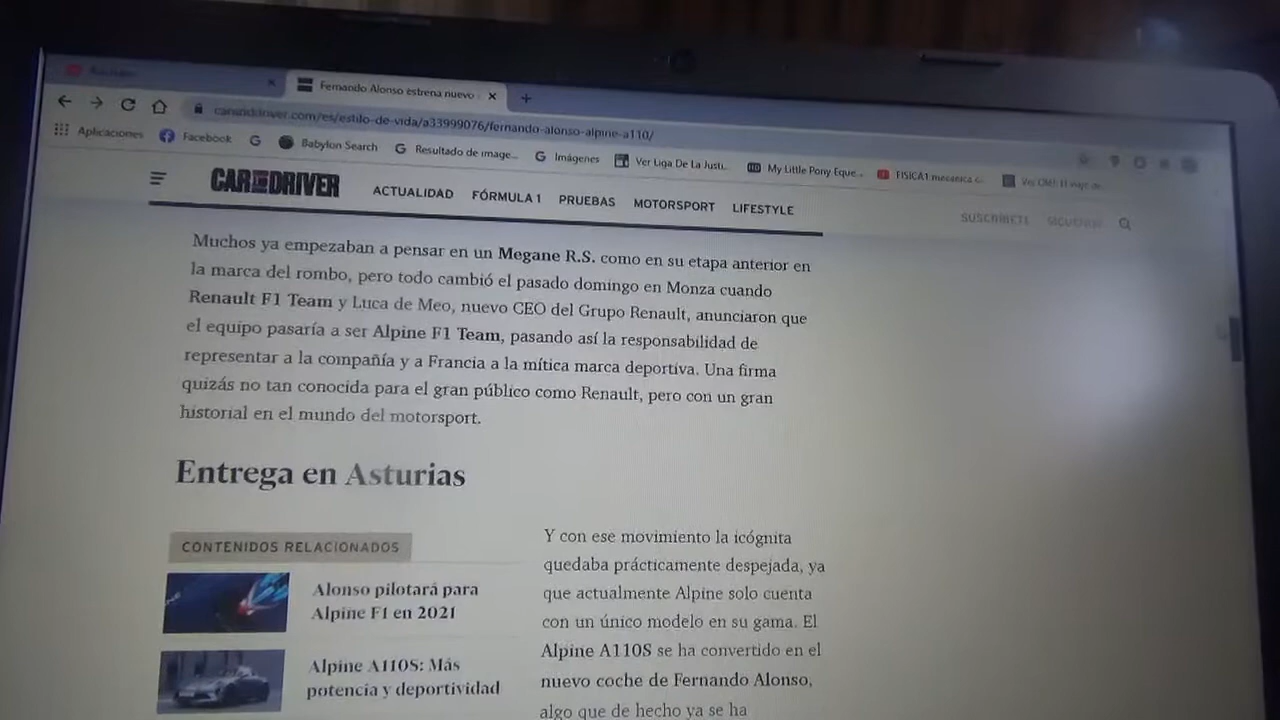 Fernando Alonso estrena nuevo
caranddriver.com/es/estilo-de-vida/a33999076/fernando-alonso-alpine-a110/
Aplicaciones Facebook Babylon Search Resultado de image... Imágenes Ver Liga De La Justi... My Little Pony Eque... FISICA1 mecanica c...
CAR AND DRIVER ACTUALIDAD FÓRMULA 1 PRUEBAS MOTORSPORT LIFESTYLE SUSCRÍBETE
Muchos ya empezaban a pensar en un Megane R.S. como en su etapa anterior en
la marca del rombo, pero todo cambió el pasado domingo en Monza cuando
Renault F1 Team y Luca de Meo, nuevo CEO del Grupo Renault, anunciaron que
el equipo pasaría a ser Alpine F1 Team, pasando así la responsabilidad de
representar a la compañía y a Francia a la mítica marca deportiva. Una firma
quizás no tan conocida para el gran público como Renault, pero con un gran
historial en el mundo del motorsport.
Entrega en Asturias
CONTENIDOS RELACIONADOS
Alonso pilotará para
Alpine F1 en 2021
Alpine A110S: Más
potencia y deportividad
Y con ese movimiento la icógnita
quedaba prácticamente despejada, ya
que actualmente Alpine solo cuenta
con un único modelo en su gama. El
Alpine A110S se ha convertido en el
nuevo coche de Fernando Alonso,
algo que de hecho ya se ha